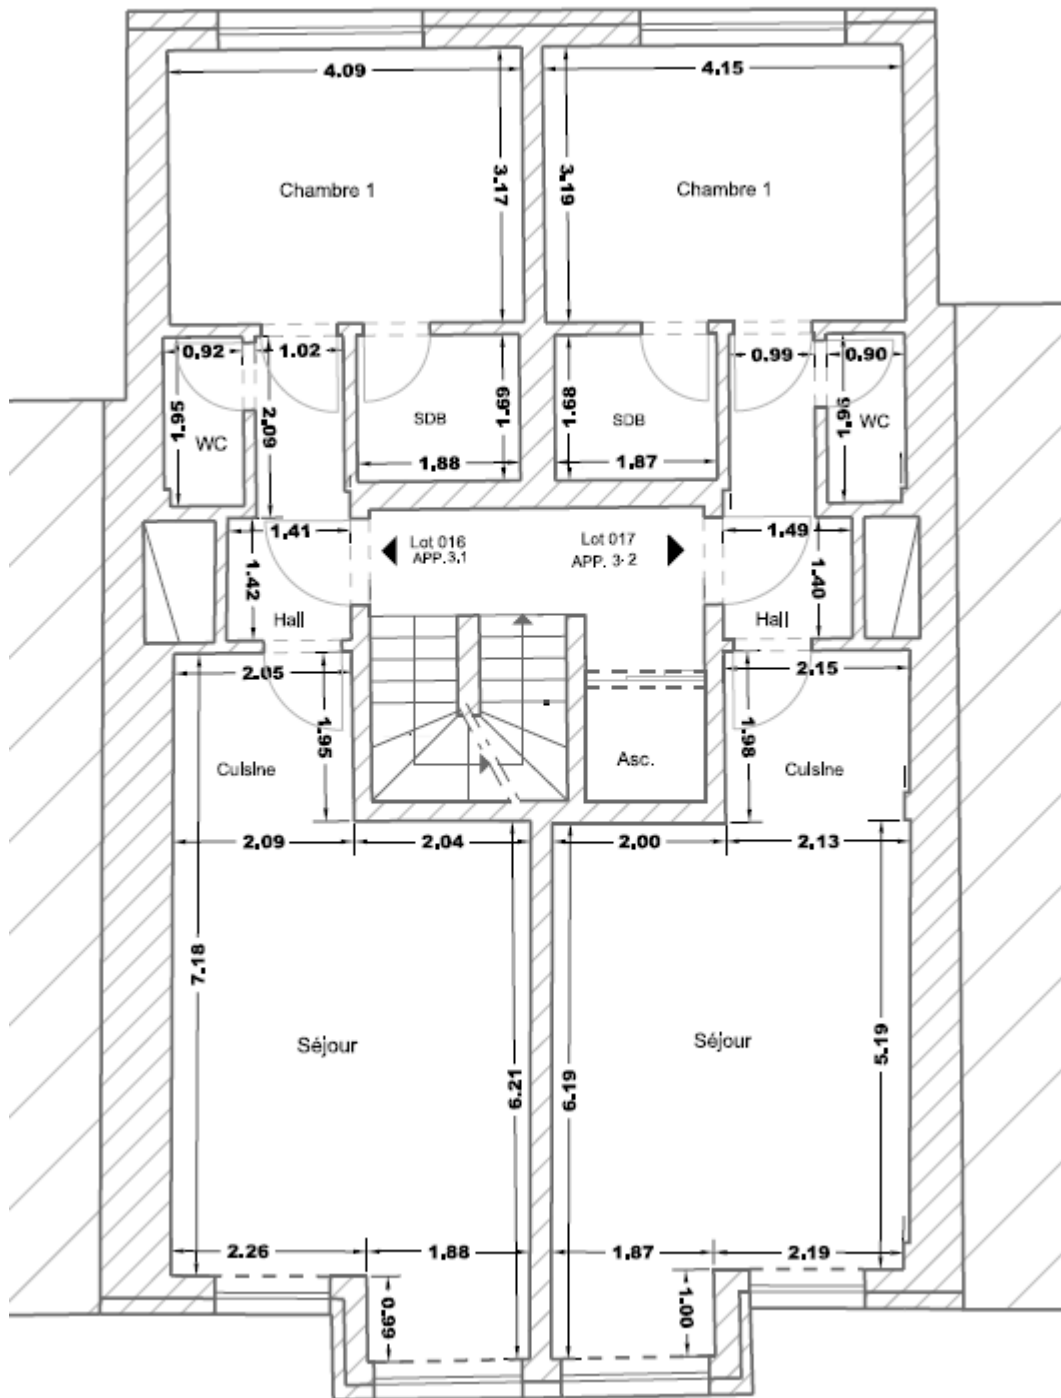 4.09
4.15
3.17
3.19
Chambre 1
Chambre 1
0.92
1.02
0.99
0.90
1.95
WC
2.09
SDB
1.69
1.88
1.68
SDB
1.87
1.96
WC
1.41
Lot 016
APP.3.1
Lot 017
APP. 3-2
1.49
1.42
Hall
1.40
Hall
2.05
2.15
1.95
1.98
Cuisine
Asc.
Cuisine
2.09
2.04
2.00
2.13
7.18
Séjour
6.21
6.19
Séjour
5.19
2.26
1.88
1.87
2.19
0.99
1.00